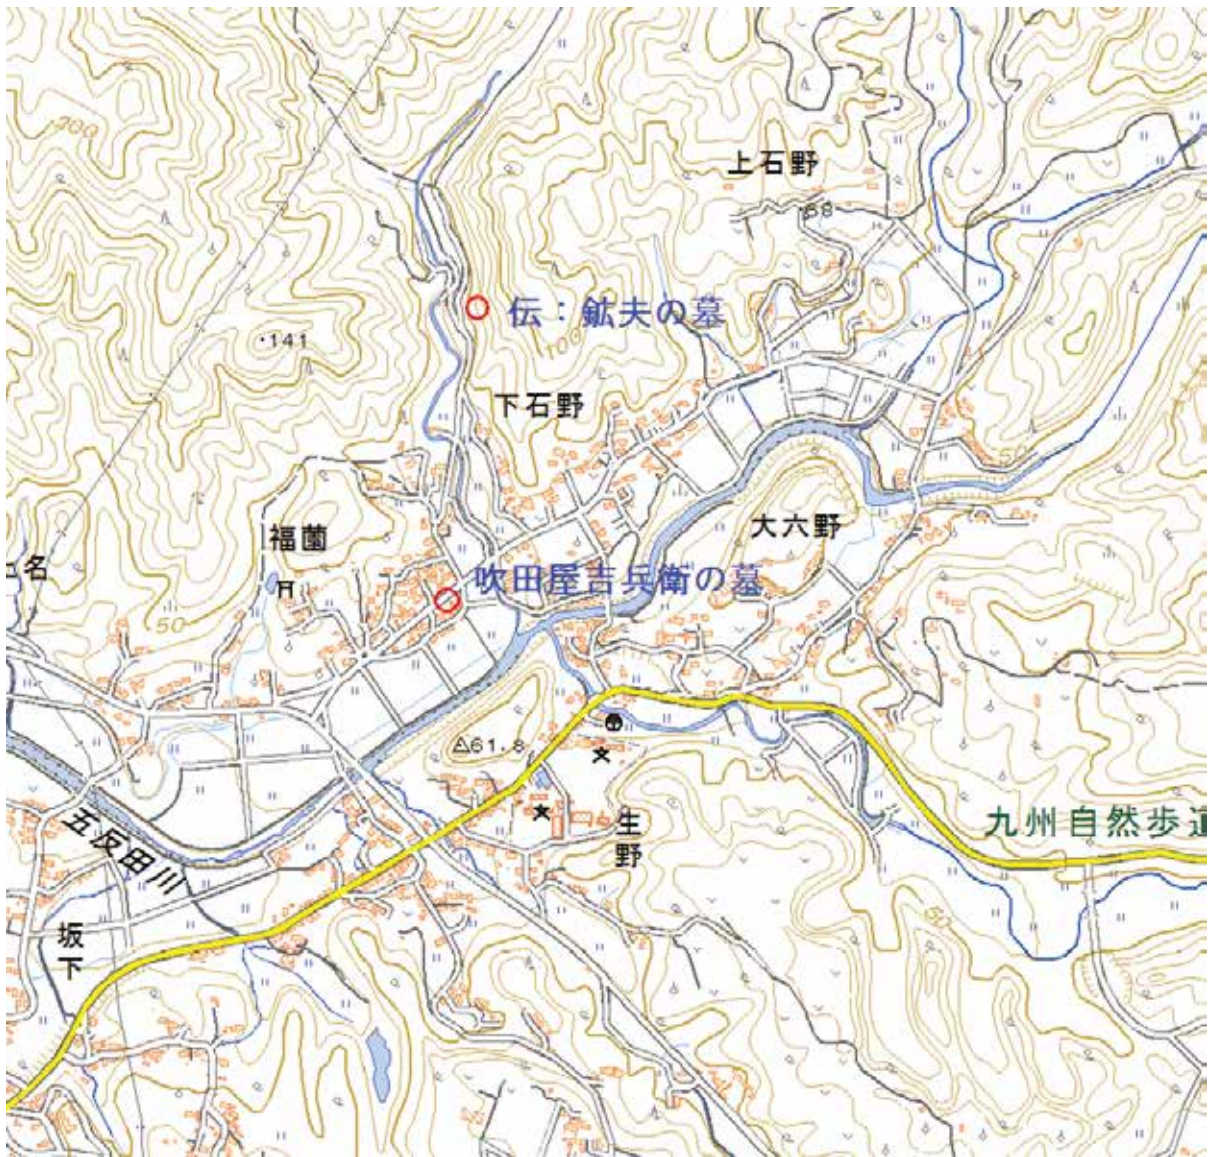 200
上石野
68
伝：鉱夫の墓
・141
100
下石野
50
福薗
大六野
名
吹田屋吉兵衛の墓
50
61.8
生野
九州自然歩道
五反田川
50
坂下